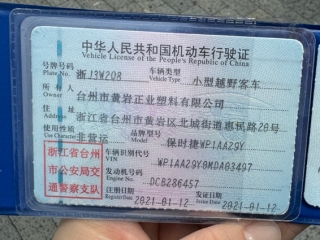 中华人民共和国机动车行驶证
Vehicle License of the People's Republic of China
号牌号码 浙J3W208 车辆类型 小型越野客车
Plate No. Vehicle Type
所有人 台州市黄岩正业塑料有限公司
Owner
住址 浙江省台州市黄岩区北城街道惠民路28号
Address
使用性质 非营运 品牌型号 保时捷WP1AA29Y
Use Character Model
浙江省台州
市公安局交
通警察支队
车辆识别代号 WP1AA29Y0MDA03497
VIN
发动机号码 DCB286457
Engine No.
注册日期 2021-01-12 发证日期 2021-01-12
Register Date Issue Date